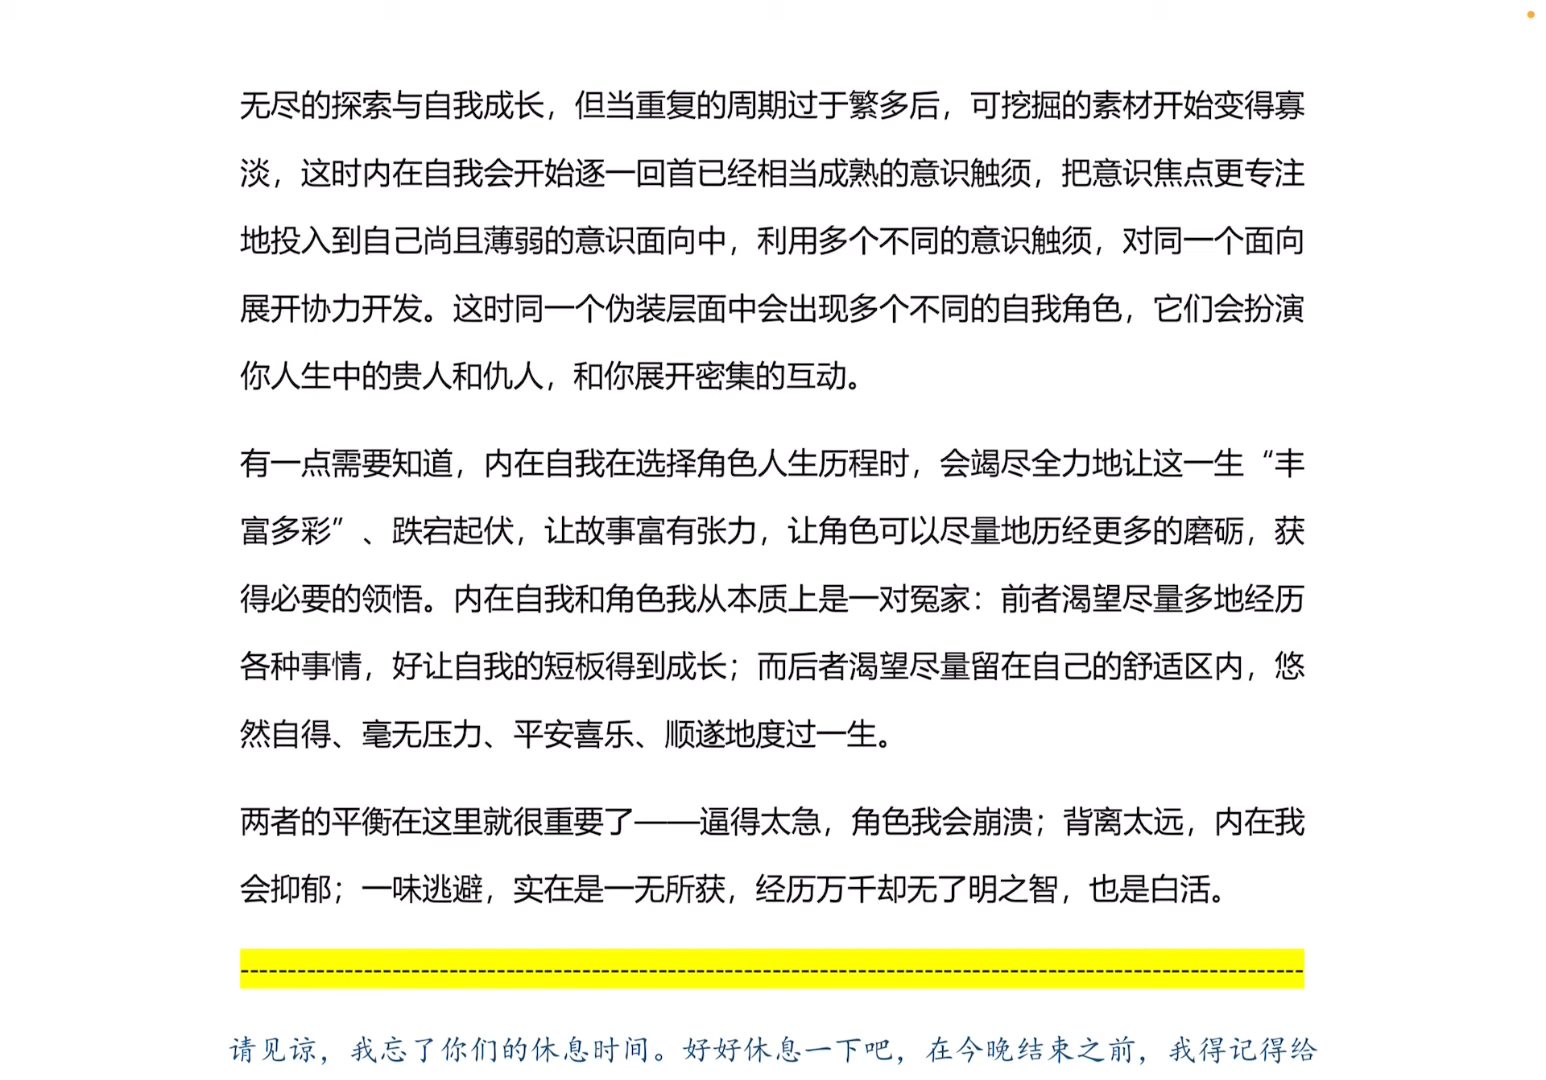 无尽的探索与自我成长，但当重复的周期过于繁多后，可挖掘的素材开始变得寡
淡，这时内在自我会开始逐一回首已经相当成熟的意识触须，把意识焦点更专注
地投入到自己尚且薄弱的意识面向中，利用多个不同的意识触须，对同一个面向
展开协力开发。这时同一个伪装层面中会出现多个不同的自我角色，它们会扮演
你人生中的贵人和仇人，和你展开密集的互动。
有一点需要知道，内在自我在选择角色人生历程时，会竭尽全力地让这一生“丰
富多彩”、跌宕起伏，让故事富有张力，让角色可以尽量地历经更多的磨砺，获
得必要的领悟。内在自我和角色我从本质上是一对冤家：前者渴望尽量多地经历
各种事情，好让自我的短板得到成长；而后者渴望尽量留在自己的舒适区内，悠
然自得、毫无压力、平安喜乐、顺遂地度过一生。
两者的平衡在这里就很重要了——逼得太急，角色我会崩溃；背离太远，内在我
会抑郁；一味逃避，实在是一无所获，经历万千却无了明之智，也是白活。
请见谅，我忘了你们的休息时间。好好休息一下吧，在今晚结束之前，我得记得给